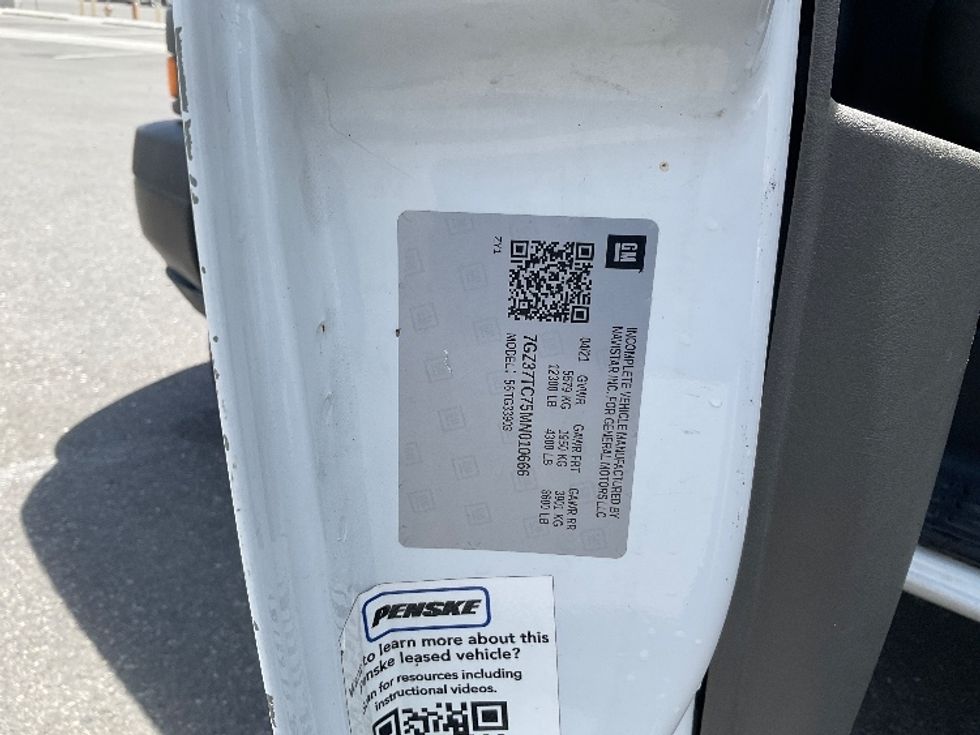 GM
INCOMPLETE VEHICLE MANUFACTURED BY
NAVISTAR INC. FOR GENERAL MOTORS LLC
04/21 GVWR GAWR FRT GAWR RR
5579 KG 1950 KG 3901 KG
12300 LB 4300 LB 8600 LB
7GZ37TC75MN010666
MODEL: 56TG33903
ZY1
PENSKE
to learn more about this
Penske leased vehicle?
for resources including
instructional videos.